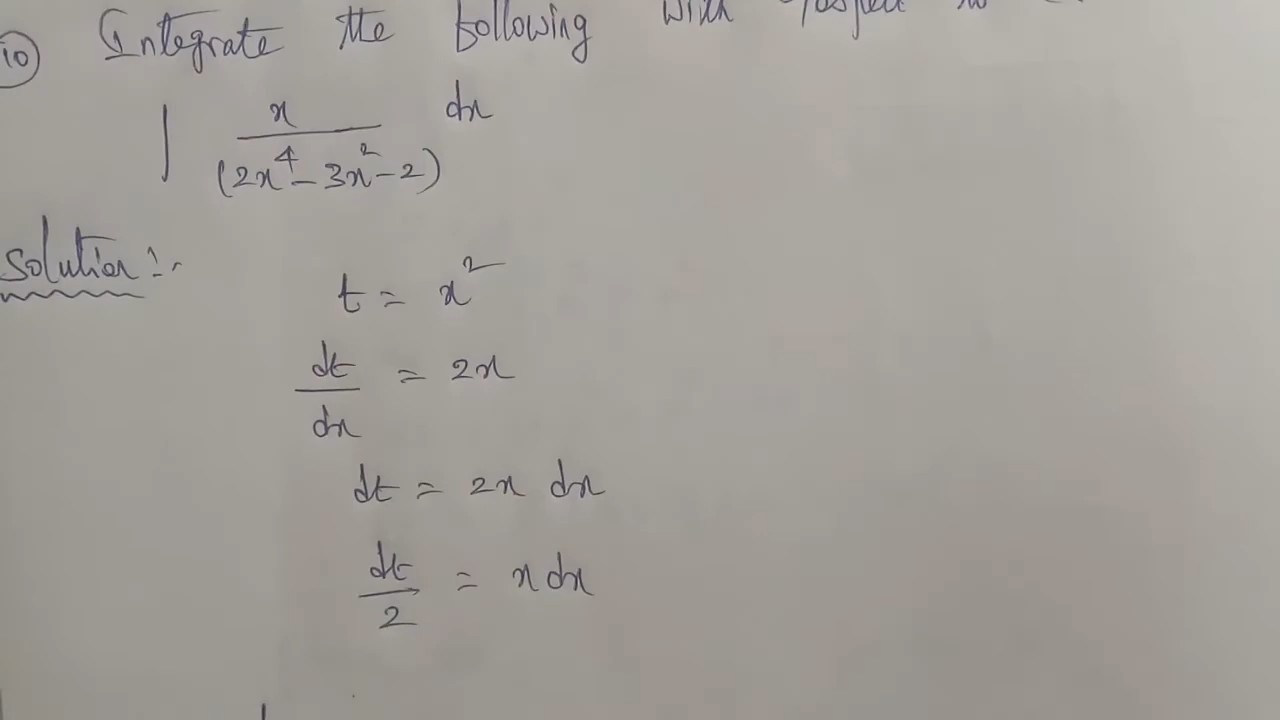 10 Integrate the following with
∫ x/(2x⁴-3x²-2) dx
Solution:-
t = x²
dt/dx = 2x
dt = 2x dx
dt/2 = x dx